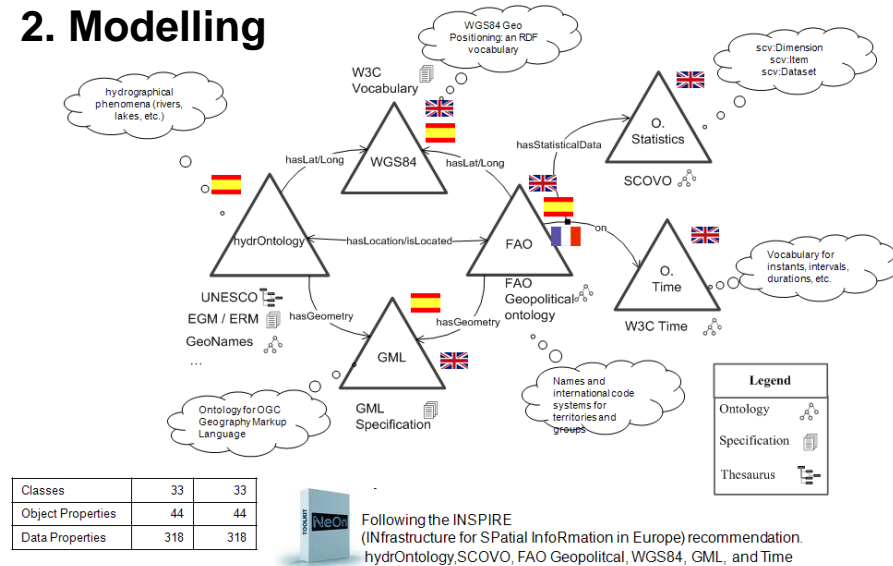 2. Modelling
WGS84 Geo
Positioning: an RDF
vocabulary
scv:Dimension
scv:Item
scv:Dataset
W3C
Vocabulary
hydrographical
phenomena (rivers,
lakes, etc.)
O.
Statistics
hasStatisticalData
hasLat/Long
WGS84
hasLat/Long
SCOVO
hydrOntology
hasLocation/isLocated
FAO
on
Vocabulary for
instants, intervals,
durations, etc.
O.
Time
UNESCO
EGM / ERM
GeoNames
...
FAO
Geopolitical
ontology
W3C Time
hasGeometry
hasGeometry
GML
Ontology for OGC
Geography Markup
Language
GML
Specification
Names and
international code
systems for
territories and
groups
Legend
Ontology
Specification
Thesaurus
Classes 33 33
Object Properties 44 44
Data Properties 318 318
TOOLKIT
NeOn
-
Following the INSPIRE
(INfrastructure for SPatial InfoRmation in Europe) recommendation.
hydrOntology,SCOVO, FAO Geopolitcal, WGS84, GML, and Time